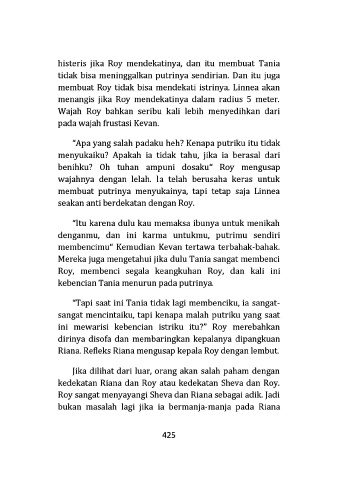 histeris jika Roy mendekatinya, dan itu membuat Tania
tidak bisa meninggalkan putrinya sendirian. Dan itu juga
membuat Roy tidak bisa mendekati istrinya. Linnea akan
menangis jika Roy mendekatinya dalam radius 5 meter.
Wajah Roy bahkan seribu kali lebih menyedihkan dari
pada wajah frustasi Kevan.
“Apa yang salah padaku heh? Kenapa putriku itu tidak
menyukaiku? Apakah ia tidak tahu, jika ia berasal dari
benihku? Oh tuhan ampuni dosaku” Roy mengusap
wajahnya dengan lelah. Ia telah berusaha keras untuk
membuat putrinya menyukainya, tapi tetap saja Linnea
seakan anti berdekatan dengan Roy.
“Itu karena dulu kau memaksa ibunya untuk menikah
denganmu, dan ini karma untukmu, putrimu sendiri
membencimu” Kemudian Kevan tertawa terbahak-bahak.
Mereka juga mengetahui jika dulu Tania sangat membenci
Roy, membenci segala keangkuhan Roy, dan kali ini
kebencian Tania menurun pada putrinya.
“Tapi saat ini Tania tidak lagi membenciku, ia sangat-
sangat mencintaiku, tapi kenapa malah putriku yang saat
ini mewarisi kebencian istriku itu?” Roy merebahkan
dirinya disofa dan membaringkan kepalanya dipangkuan
Riana. Refleks Riana mengusap kepala Roy dengan lembut.
Jika dilihat dari luar, orang akan salah paham dengan
kedekatan Riana dan Roy atau kedekatan Sheva dan Roy.
Roy sangat menyayangi Sheva dan Riana sebagai adik. Jadi
bukan masalah lagi jika ia bermanja-manja pada Riana
425